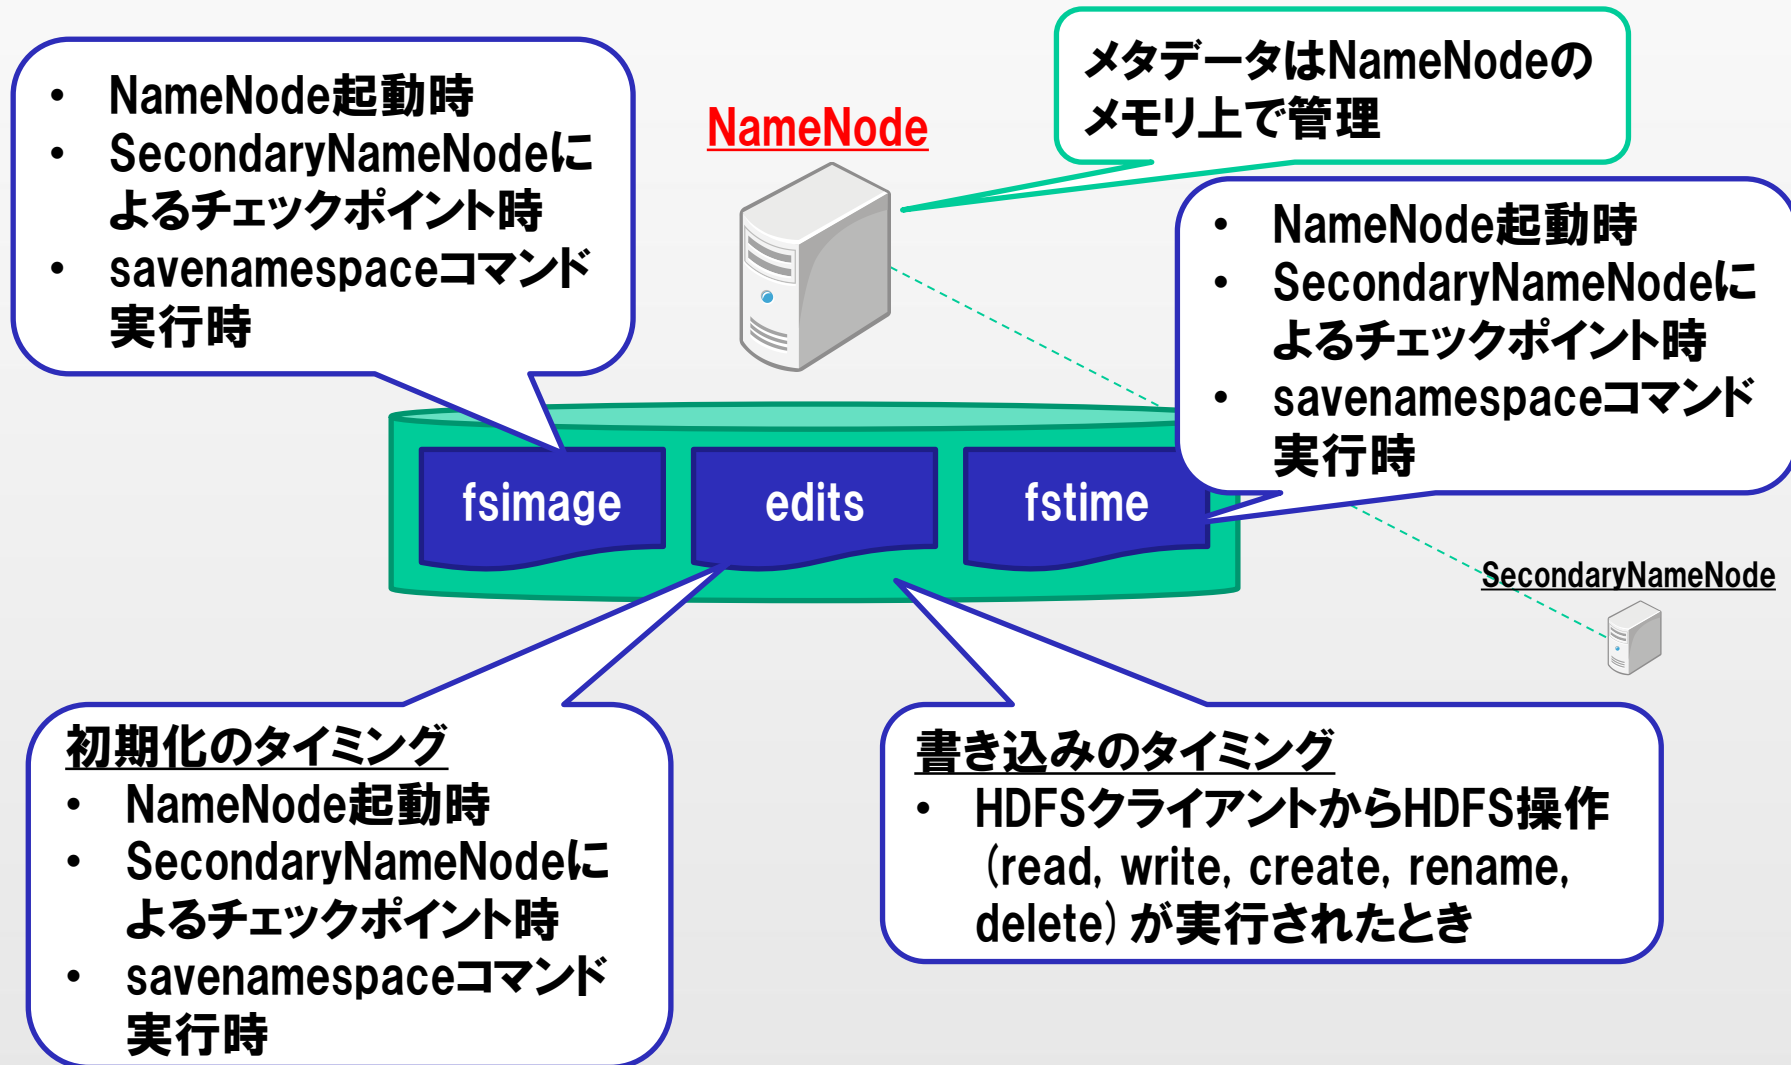 • NameNode起動時
• SecondaryNameNodeに
よるチェックポイント時
• savenamespaceコマンド
実行時
NameNode
メタデータはNameNodeの
メモリ上で管理
• NameNode起動時
• SecondaryNameNodeに
よるチェックポイント時
• savenamespaceコマンド
実行時
fsimage
edits
fstime
SecondaryNameNode
初期化のタイミング
• NameNode起動時
• SecondaryNameNodeに
よるチェックポイント時
• savenamespaceコマンド
実行時
書き込みのタイミング
• HDFSクライアントからHDFS操作
(read, write, create, rename,
delete) が実行されたとき